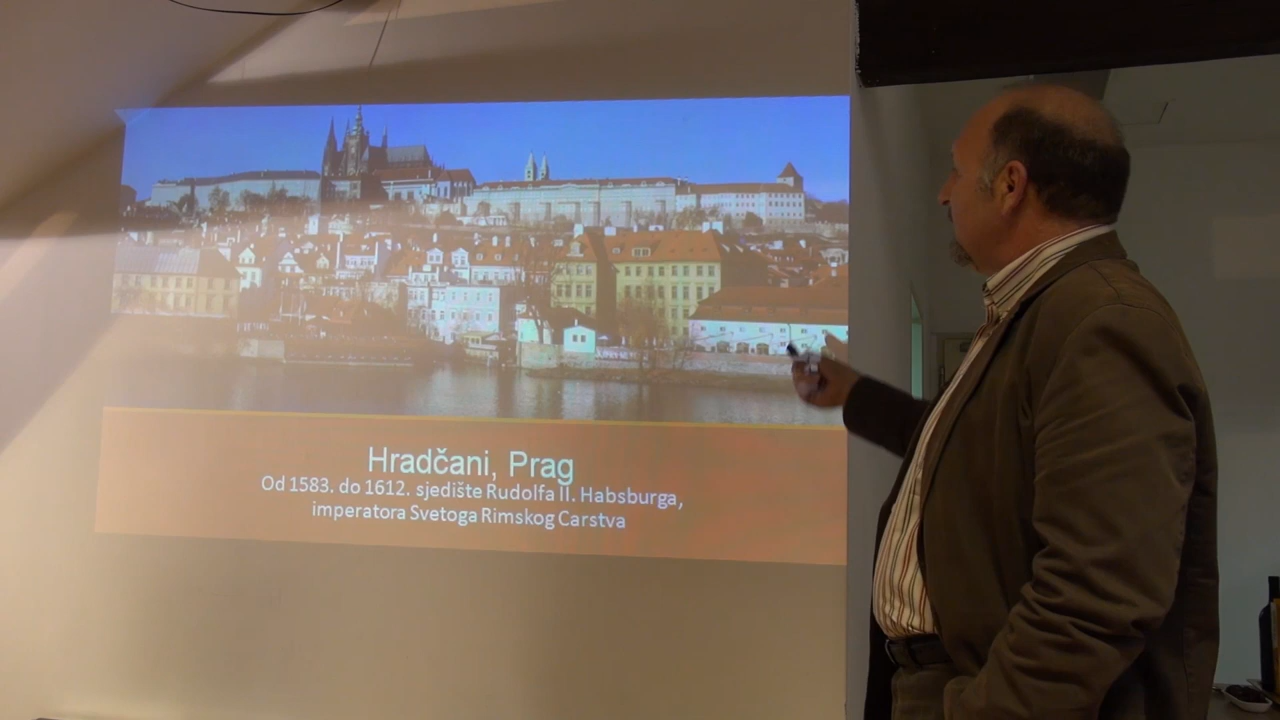 Hradčani, Prag
Od 1583. do 1612. sjedište Rudolfa II. Habsburga,
imperatora Svetoga Rimskog Carstva